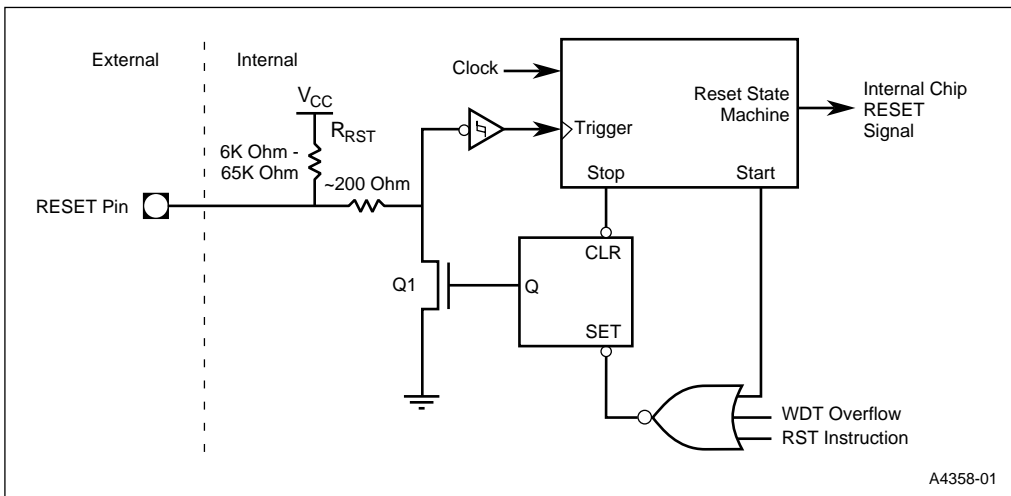 External
Internal
VCC
RRST
6K Ohm -
65K Ohm
~200 Ohm
RESET Pin
Q1
Clock
Trigger
Reset State
Machine
Stop
Start
Internal Chip
RESET
Signal
CLR
Q
SET
WDT Overflow
RST Instruction
A4358-01